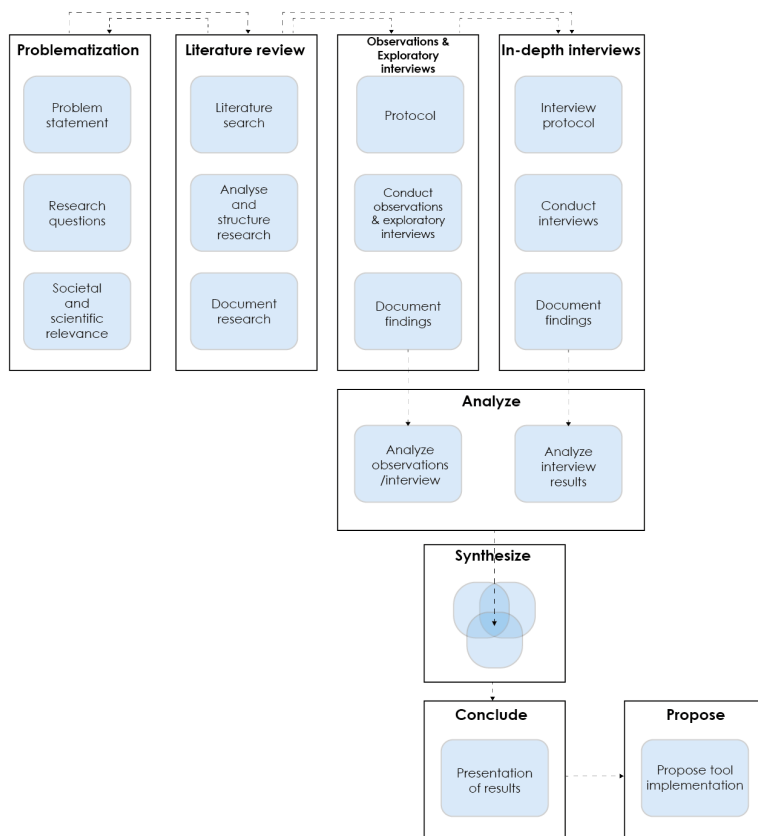 Problematization
Problem
statement
Research
questions
Societal
and
scientific
relevance
Literature review
Literature
search
Analyse
and
structure
research
Document
research
Observations &
Exploratory
interviews
Protocol
Conduct
observations
& exploratory
interviews
Document
findings
In-depth interviews
Interview
protocol
Conduct
interviews
Document
findings
Analyze
Analyze
observations
/interview
Analyze
interview
results
Synthesize
Conclude
Presentation
of results
Propose
Propose tool
implementation